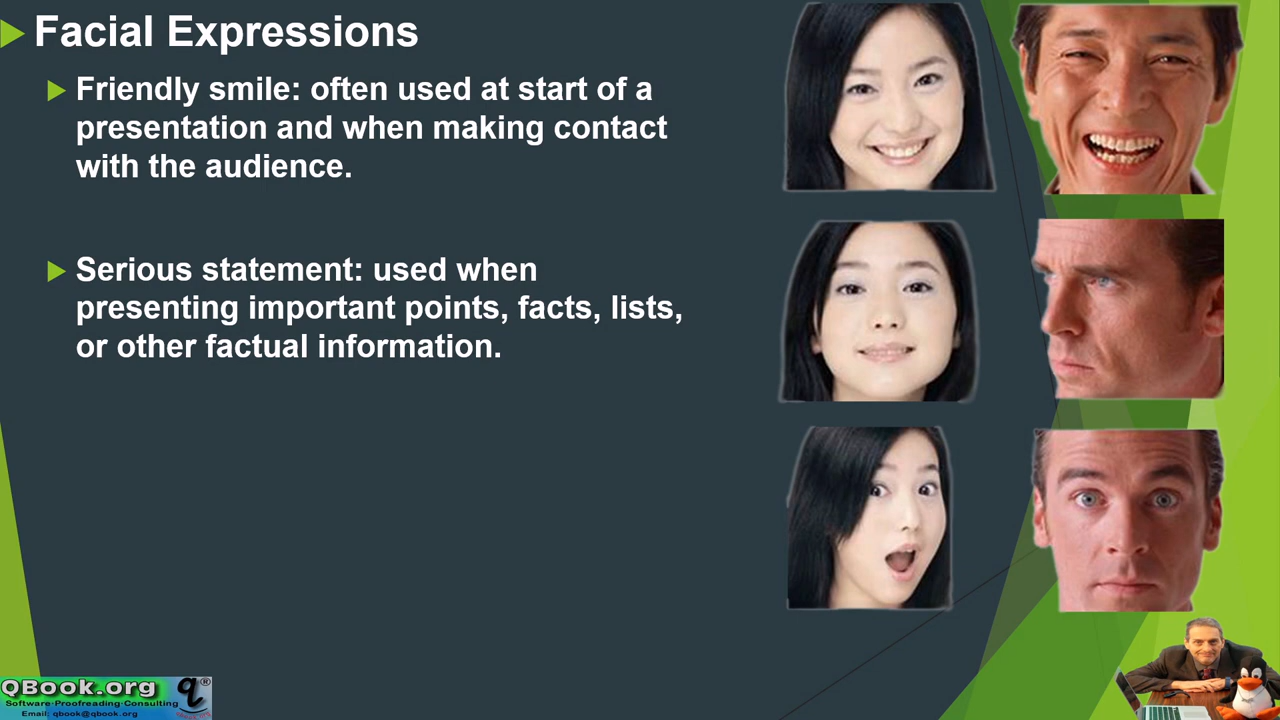 Facial Expressions
Friendly smile: often used at start of a
presentation and when making contact
with the audience.
Serious statement: used when
presenting important points, facts, lists,
or other factual information.
QBook.org
q®
Software·Proofreading·Consulting
Email: qbook@qbook.org